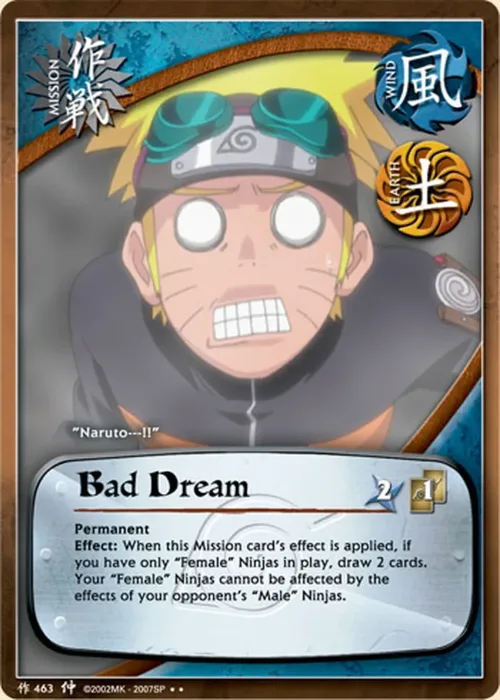 MISSION
作戦
WIND
風
EARTH
土
"Naruto---!!"
Bad Dream
2
1
Permanent
Effect: When this Mission card's effect is applied, if
you have only "Female" Ninjas in play, draw 2 cards.
Your "Female" Ninjas cannot be affected by the
effects of your opponent's "Male" Ninjas.
作 463 仲 ©2002MK · 2007SP ★★